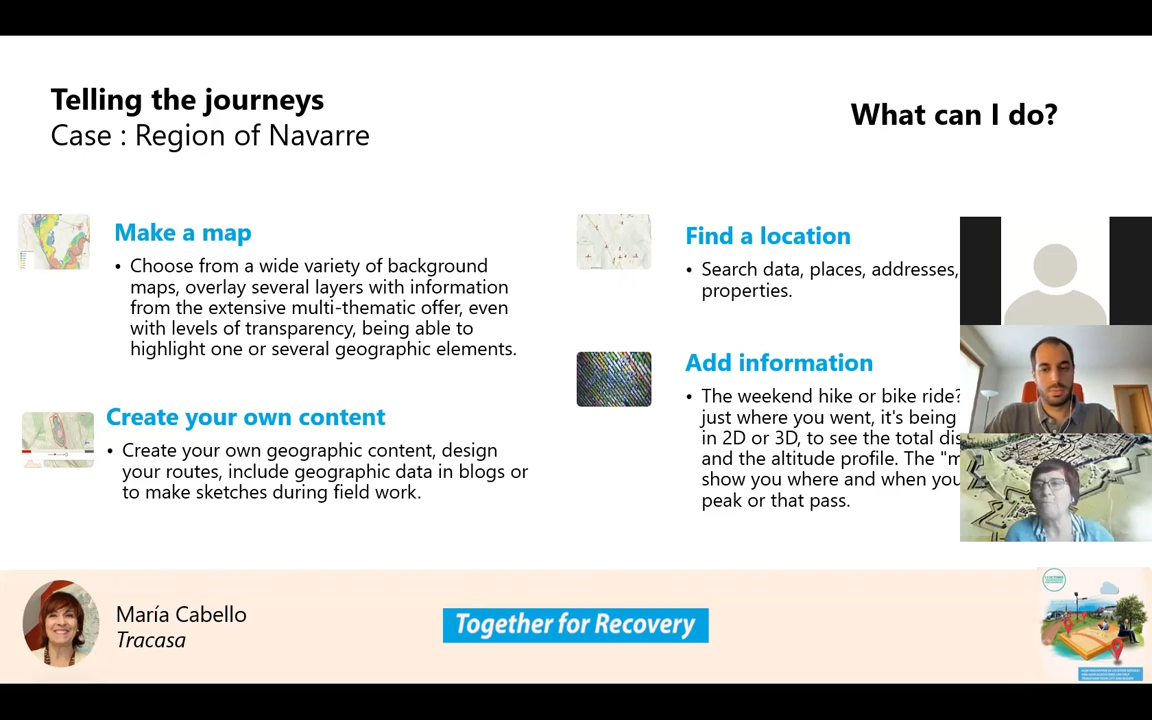 Telling the journeys
Case : Region of Navarre
What can I do?
Make a map
• Choose from a wide variety of background
maps, overlay several layers with information
from the extensive multi-thematic offer, even
with levels of transparency, being able to
highlight one or several geographic elements.
Create your own content
• Create your own geographic content, design
your routes, include geographic data in blogs or
to make sketches during field work.
Find a location
• Search data, places, addresses,
properties.
Add information
• The weekend hike or bike ride?
just where you went, it's being
in 2D or 3D, to see the total dis
and the altitude profile. The "m
show you where and when you
peak or that pass.
María Cabello
Tracasa
Together for Recovery